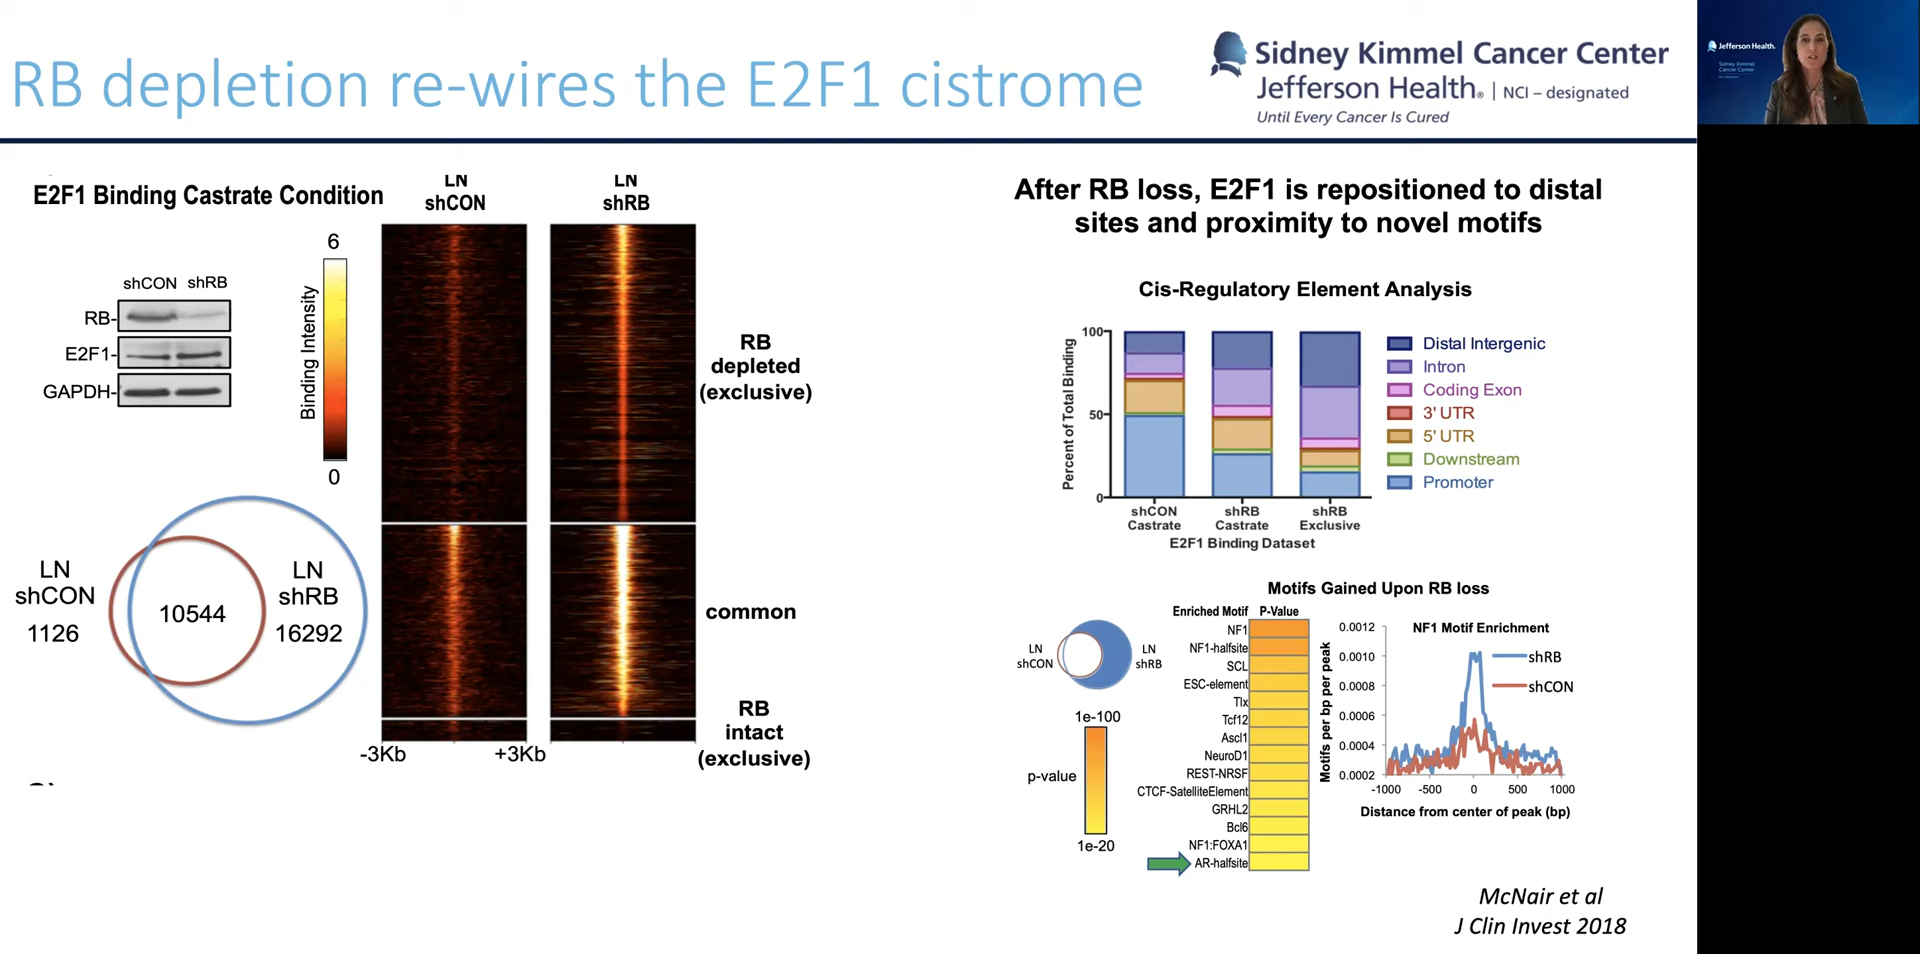 RB depletion re-wires the E2F1 cistrome
Sidney Kimmel Cancer Center
Jefferson Health® | NCI – designated
Until Every Cancer Is Cured
Jefferson Health.
Sidney Kimmel
Cancer Center
E2F1 Binding Castrate Condition
LN
shCON
LN
shRB
6
Binding Intensity
0
shCON shRB
RB-
E2F1-
GAPDH-
RB
depleted
(exclusive)
common
RB
intact
(exclusive)
-3Kb +3Kb
LN
shCON
1126
10544
LN
shRB
16292
After RB loss, E2F1 is repositioned to distal
sites and proximity to novel motifs
Cis-Regulatory Element Analysis
Percent of Total Binding
100
50
0
shCON
Castrate
shRB
Castrate
shRB
Exclusive
E2F1 Binding Dataset
Distal Intergenic
Intron
Coding Exon
3' UTR
5' UTR
Downstream
Promoter
Motifs Gained Upon RB loss
LN
shCON
LN
shRB
1e-100
p-value
1e-20
Enriched Motif P-Value
NF1
NF1-halfsite
SCL
ESC-element
Tlx
Tcf12
Ascl1
NeuroD1
REST-NRSF
CTCF-SatelliteElement
GRHL2
Bcl6
NF1:FOXA1
AR-halfsite
NF1 Motif Enrichment
shRB
shCON
Motifs per bp per peak
0.0012
0.0010
0.0008
0.0006
0.0004
0.0002
-1000 -500 0 500 1000
Distance from center of peak (bp)
McNair et al
J Clin Invest 2018